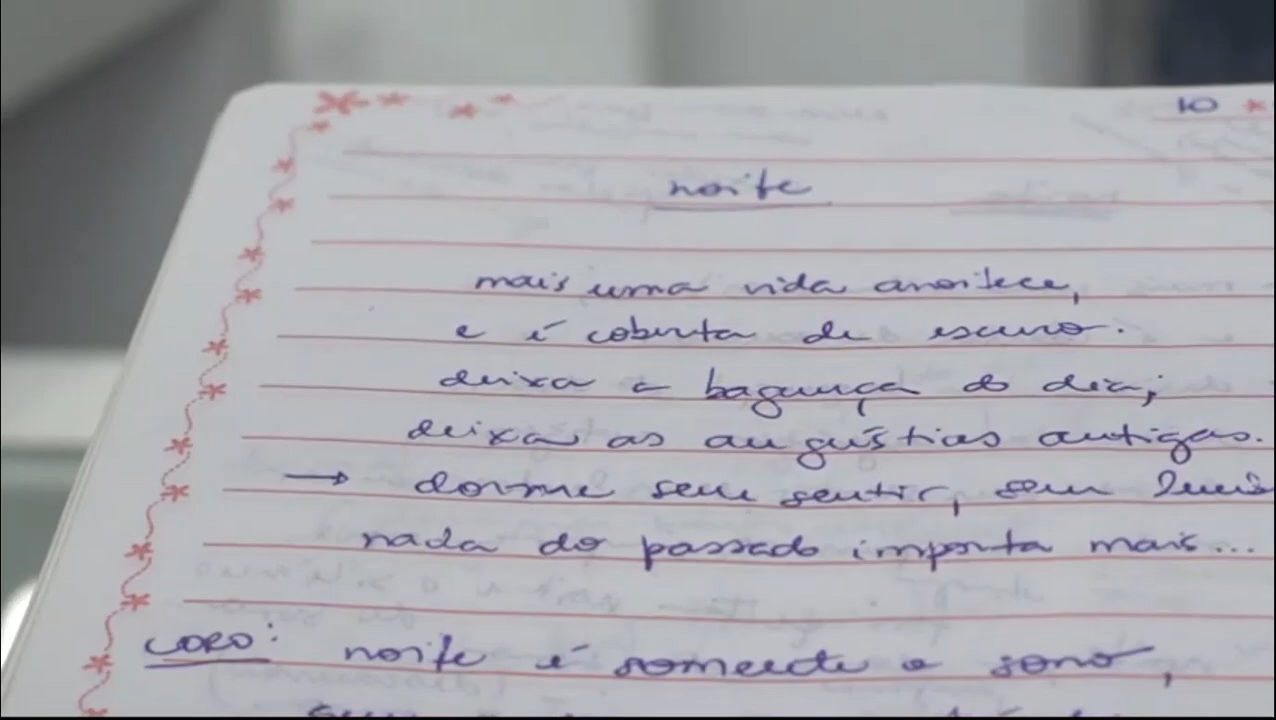 10
noite
mais uma vida anoitece,
e é coberta de escuro.
deixa a bagunça do dia;
deixa as angústias antigas.
→ dorme sem sentir, sem
nada do passado importa mais...
CORO: noite é somente o sono,